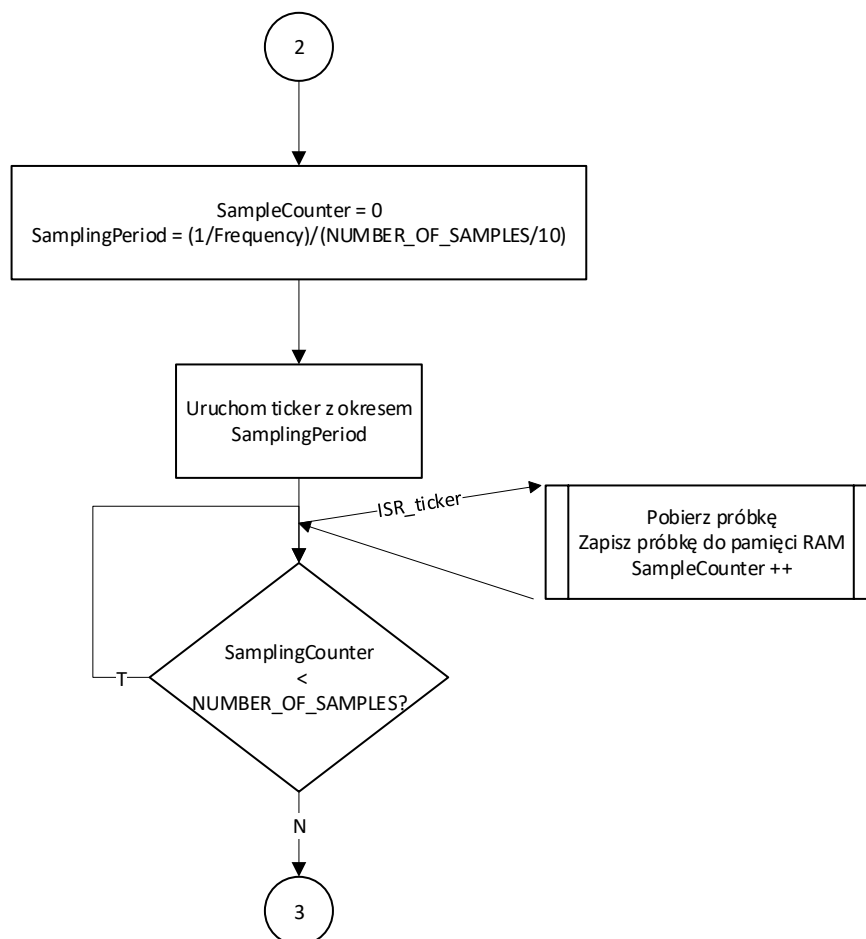 2
SampleCounter = 0
SamplingPeriod = (1/Frequency)/(NUMBER_OF_SAMPLES/10)
Uruchom ticker z okresem
SamplingPeriod
ISR_ticker
Pobierz próbkę
Zapisz próbkę do pamięci RAM
SampleCounter ++
SamplingCounter
<
NUMBER_OF_SAMPLES?
T
N
3